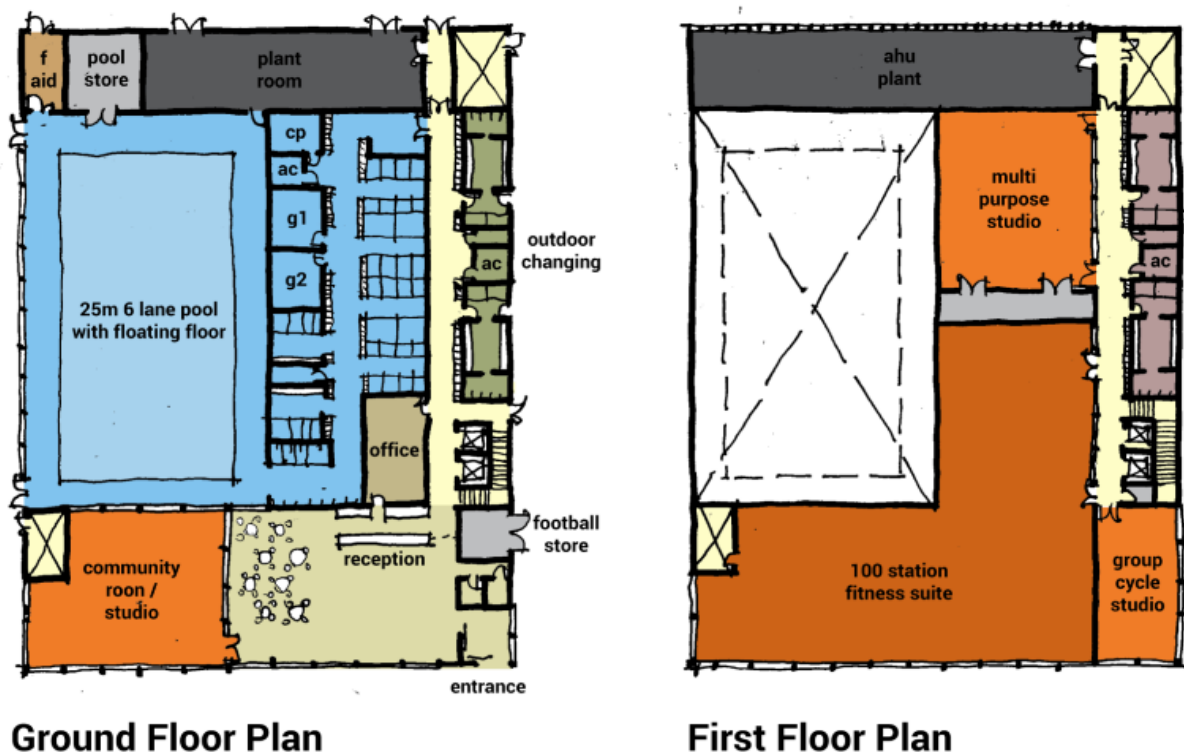 f
aid
pool
store
plant
room
cp
ac
g1
g2
25m 6 lane pool
with floating floor
ac
outdoor
changing
office
football
store
reception
community
roon /
studio
entrance
Ground Floor Plan
ahu
plant
multi
purpose
studio
ac
100 station
fitness suite
group
cycle
studio
First Floor Plan